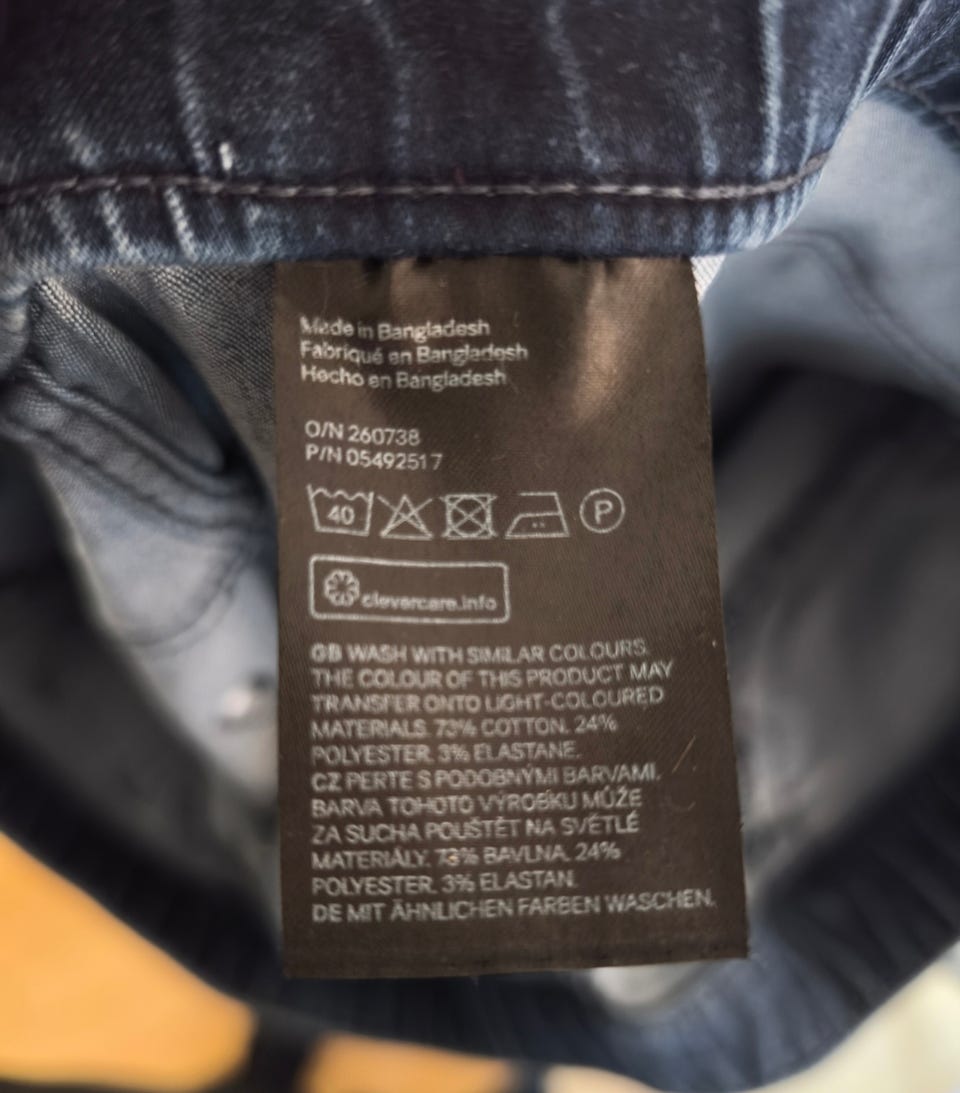 Made in Bangladesh
Fabriqué en Bangladesh
Hecho en Bangladesh
O/N 260738
P/N 05492517
40 P
clevercare.info
GB WASH WITH SIMILAR COLOURS.
THE COLOUR OF THIS PRODUCT MAY
TRANSFER ONTO LIGHT-COLOURED
MATERIALS. 73% COTTON. 24%
POLYESTER. 3% ELASTANE.
CZ PERTE S PODOBNÝMI BARVAMI.
BARVA TOHOTO VÝROBKU MŮŽE
ZA SUCHA POUŠTĚT NA SVĚTLÉ
MATERIÁLY. 73% BAVLNA. 24%
POLYESTER. 3% ELASTAN.
DE MIT ÄHNLICHEN FARBEN WASCHEN.